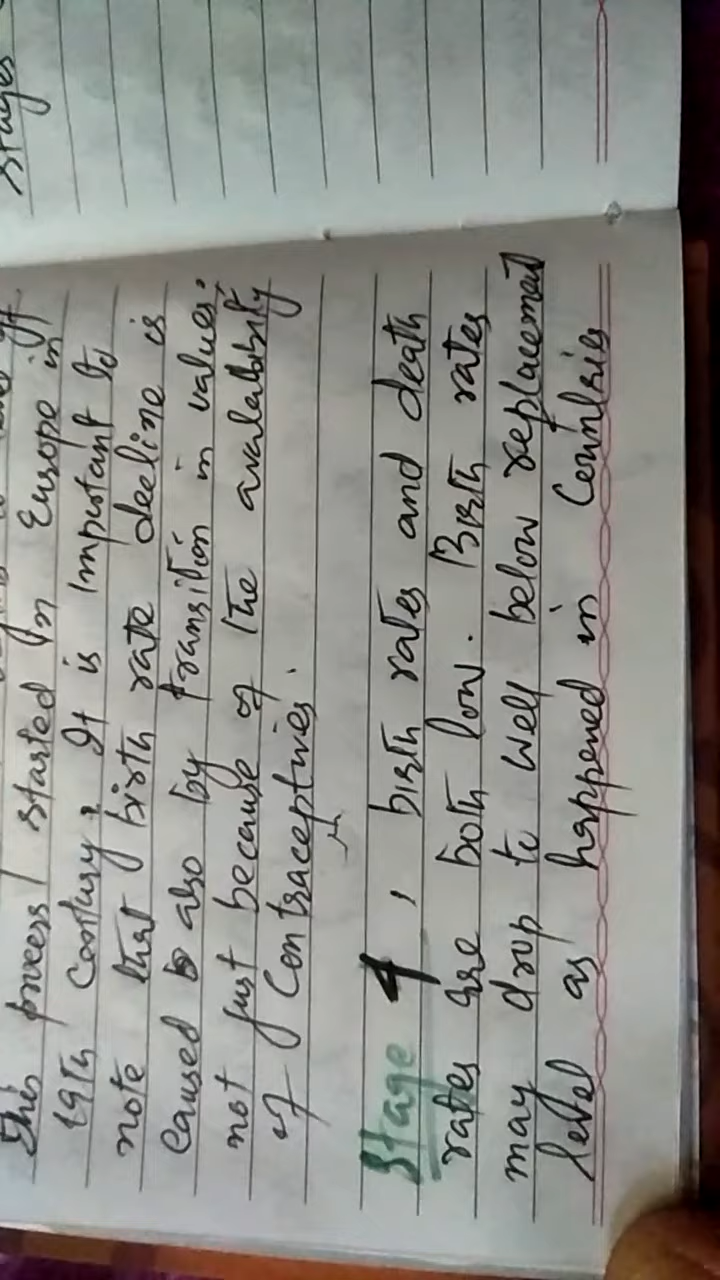 This process started in Europe in
19th Century, It is important to
note that birth rate decline is
caused also by transition in values;
not just because of the avalability
of Contraceptives.
Stage 4, birth rates and death
rates are both low. Birth rates
may drop to well below replacement
level as happened in Countries
Stages